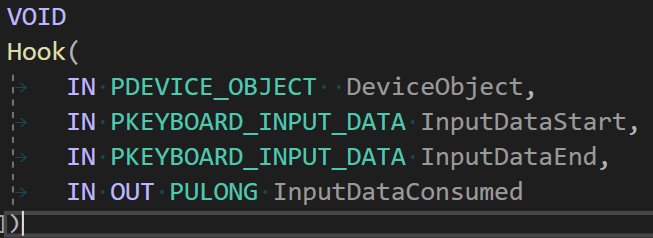 VOID
Hook(
IN PDEVICE_OBJECT  DeviceObject,
IN PKEYBOARD_INPUT_DATA InputDataStart,
IN PKEYBOARD_INPUT_DATA InputDataEnd,
IN OUT PULONG InputDataConsumed
)